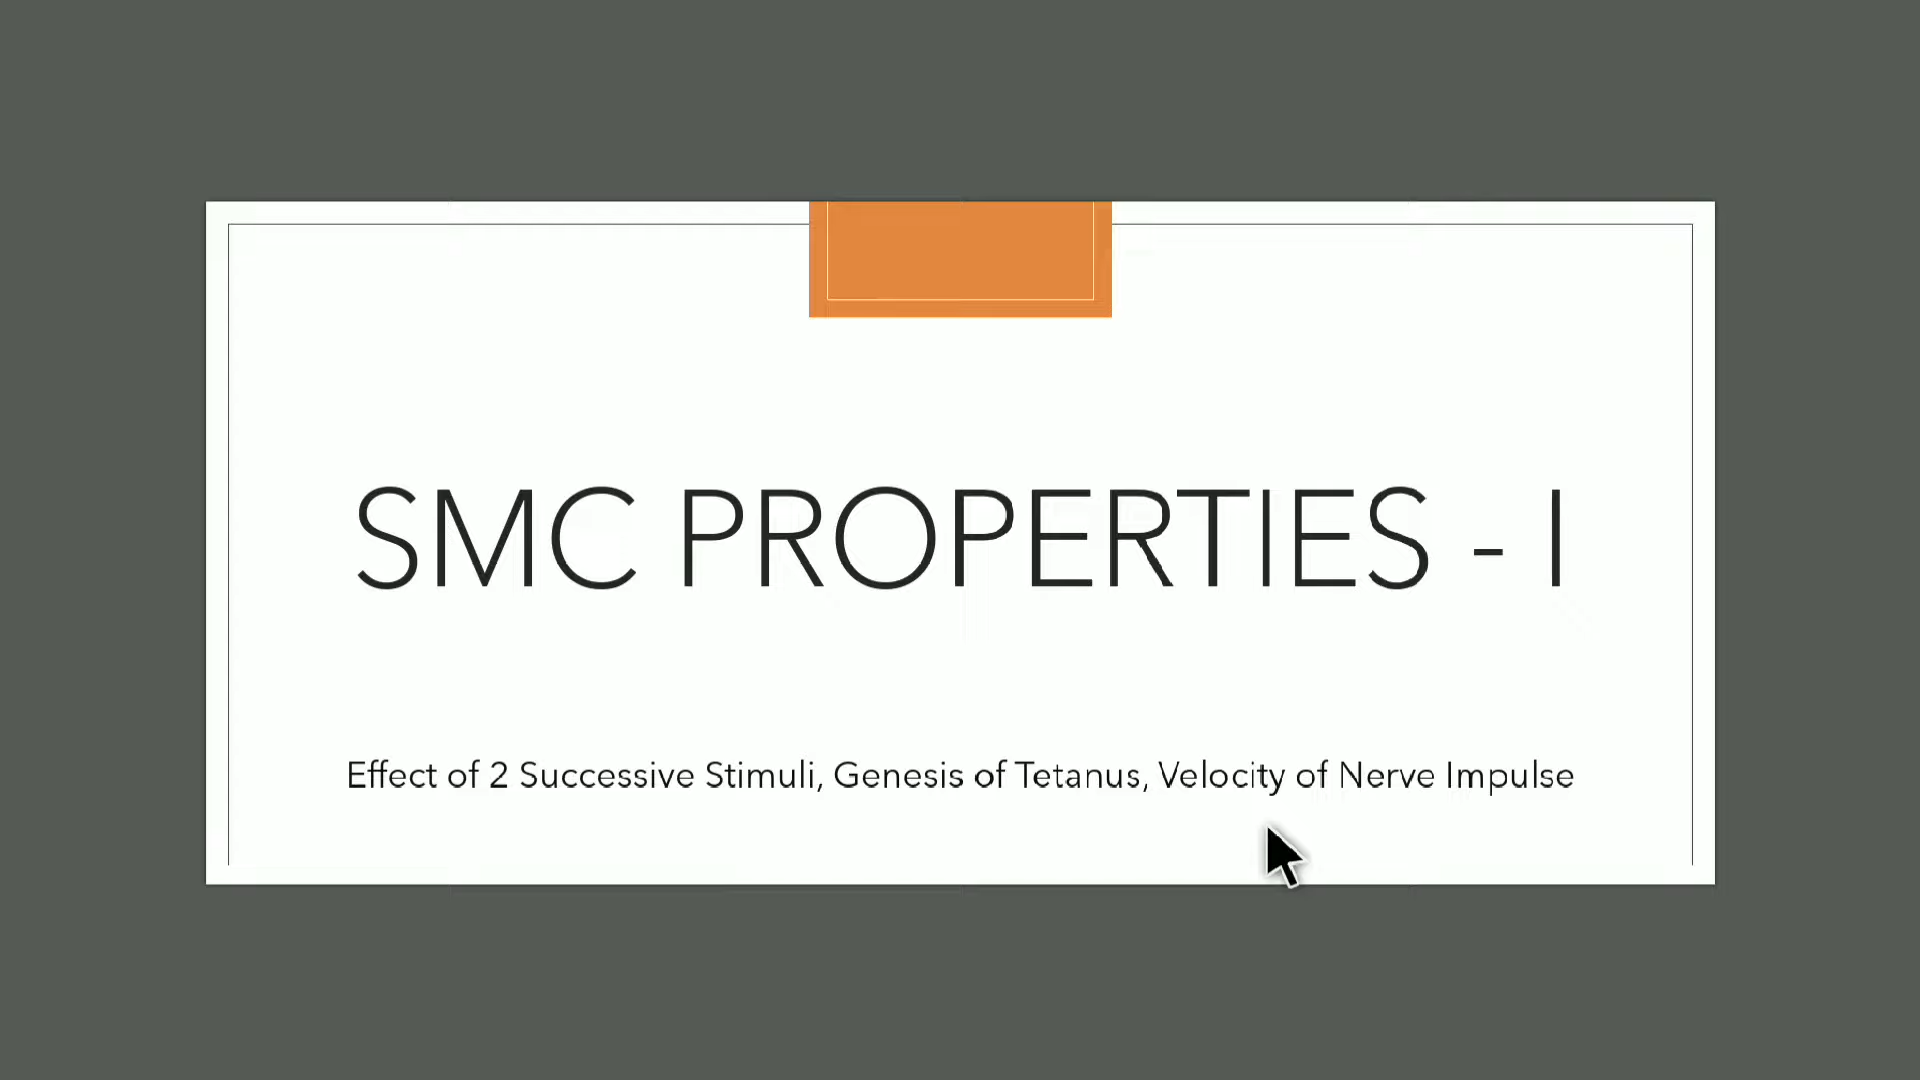 SMC PROPERTIES - I
Effect of 2 Successive Stimuli, Genesis of Tetanus, Velocity of Nerve Impulse